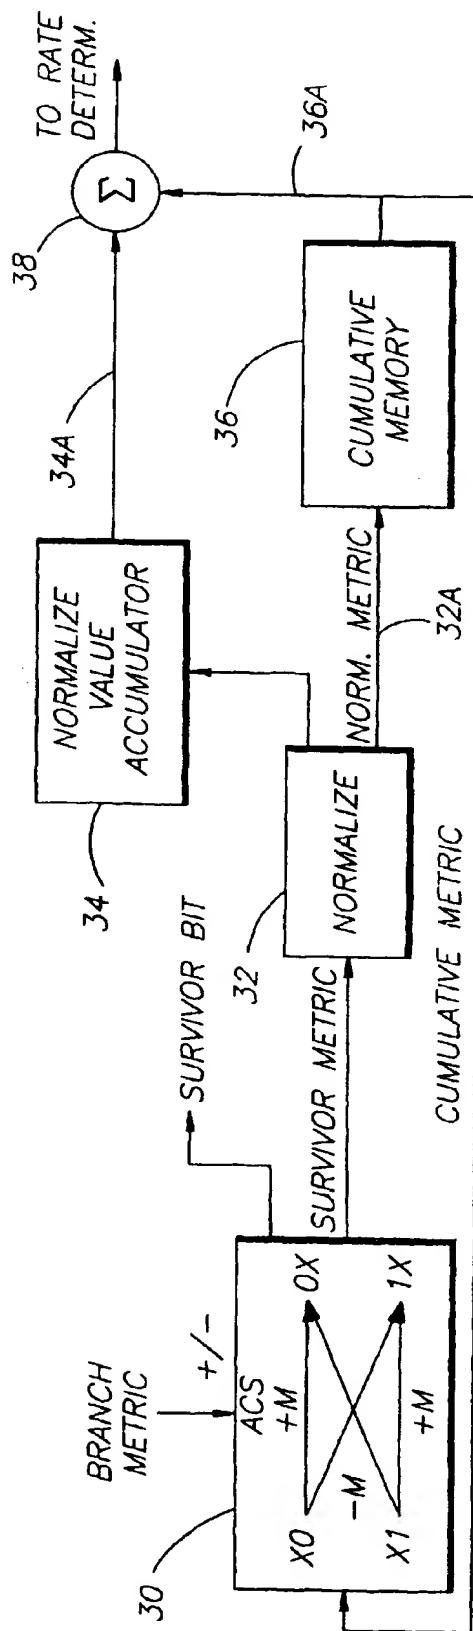 BRANCH
METRIC
+/-
30
ACS
+M
X0
0X
-M
X1
1X
+M
SURVIVOR BIT
SURVIVOR METRIC
32
NORMALIZE
NORM. METRIC
32A
34
NORMALIZE
VALUE
ACCUMULATOR
34A
36
CUMULATIVE
MEMORY
36A
38
Σ
TO RATE
DETERM.
CUMULATIVE METRIC